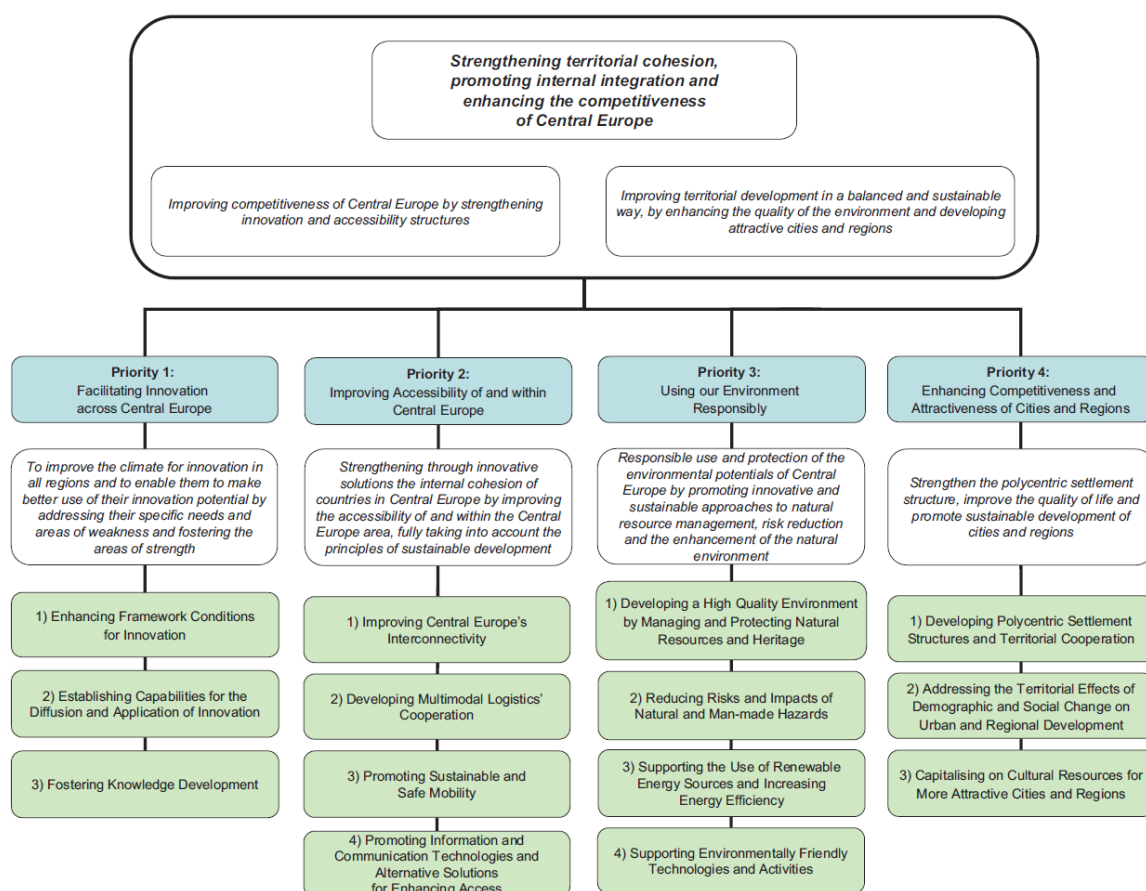 Strengthening territorial cohesion,
promoting internal integration and
enhancing the competitiveness
of Central Europe
Improving competitiveness of Central Europe by strengthening
innovation and accessibility structures
Improving territorial development in a balanced and sustainable
way, by enhancing the quality of the environment and developing
attractive cities and regions
Priority 1:
Facilitating Innovation
across Central Europe
To improve the climate for innovation in
all regions and to enable them to make
better use of their innovation potential by
addressing their specific needs and
areas of weakness and fostering the
areas of strength
1) Enhancing Framework Conditions
for Innovation
2) Establishing Capabilities for the
Diffusion and Application of Innovation
3) Fostering Knowledge Development
Priority 2:
Improving Accessibility of and within
Central Europe
Strengthening through innovative
solutions the internal cohesion of
countries in Central Europe by improving
the accessibility of and within the Central
Europe area, fully taking into account the
principles of sustainable development
1) Improving Central Europe's
Interconnectivity
2) Developing Multimodal Logistics'
Cooperation
3) Promoting Sustainable and
Safe Mobility
4) Promoting Information and
Communication Technologies and
Alternative Solutions
for Enhancing Access
Priority 3:
Using our Environment
Responsibly
Responsible use and protection of the
environmental potentials of Central
Europe by promoting innovative and
sustainable approaches to natural
resource management, risk reduction
and the enhancement of the natural
environment
1) Developing a High Quality Environment
by Managing and Protecting Natural
Resources and Heritage
2) Reducing Risks and Impacts of
Natural and Man-made Hazards
3) Supporting the Use of Renewable
Energy Sources and Increasing
Energy Efficiency
4) Supporting Environmentally Friendly
Technologies and Activities
Priority 4:
Enhancing Competitiveness and
Attractiveness of Cities and Regions
Strengthen the polycentric settlement
structure, improve the quality of life and
promote sustainable development of
cities and regions
1) Developing Polycentric Settlement
Structures and Territorial Cooperation
2) Addressing the Territorial Effects of
Demographic and Social Change on
Urban and Regional Development
3) Capitalising on Cultural Resources for
More Attractive Cities and Regions